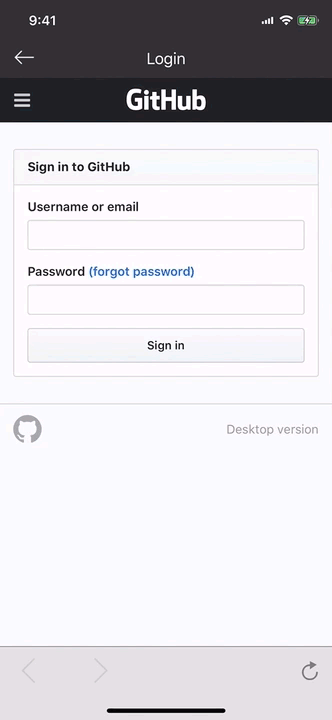 9:41
Login
GitHub
Sign in to GitHub
Username or email
Password (forgot password)
Sign in
Desktop version